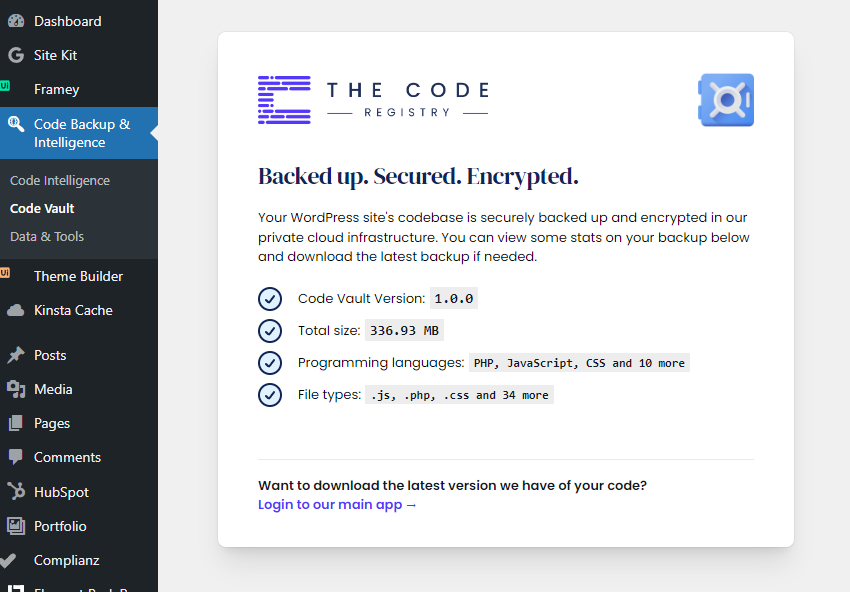 Dashboard
Site Kit
Framey
Code Backup &
Intelligence
Code Intelligence
Code Vault
Data & Tools
Theme Builder
Kinsta Cache
Posts
Media
Pages
Comments
HubSpot
Portfolio
Complianz
THE CODE
REGISTRY
Backed up. Secured. Encrypted.
Your WordPress site's codebase is securely backed up and encrypted in our
private cloud infrastructure. You can view some stats on your backup below
and download the latest backup if needed.
Code Vault Version: 1.0.0
Total size: 336.93 MB
Programming languages: PHP, JavaScript, CSS and 10 more
File types: .js, .php, .css and 34 more
Want to download the latest version we have of your code?
Login to our main app →